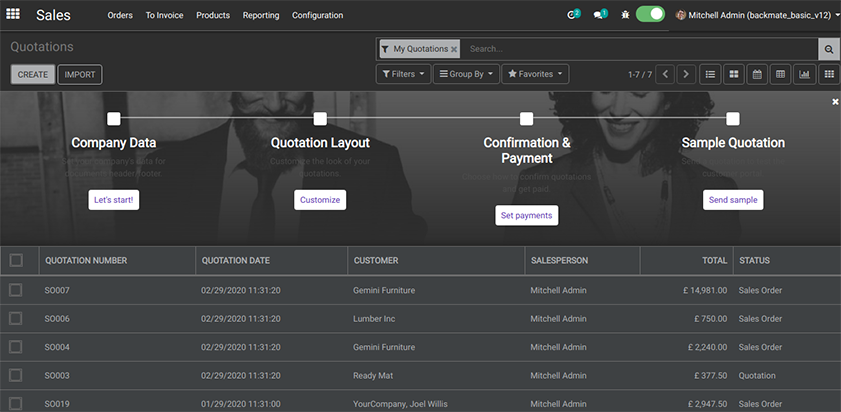 Sales Orders To Invoice Products Reporting Configuration 2 1 Mitchell Admin (backmate_basic_v12)
Quotations My Quotations Search...
CREATE IMPORT Filters Group By Favorites 1-7 / 7
Company Data Quotation Layout Confirmation & Payment Sample Quotation
company's data for
documents header/footer.
Customize the look of your
quotations.
to confirm quotations
and get paid.
Let's start! Customize Set payments Send sample
QUOTATION NUMBER QUOTATION DATE CUSTOMER SALESPERSON TOTAL STATUS
SO007 02/29/2020 11:31:20 Gemini Furniture Mitchell Admin £ 14,981.00 Sales Order
SO006 02/29/2020 11:31:20 Lumber Inc Mitchell Admin £ 750.00 Sales Order
SO004 02/29/2020 11:31:20 Gemini Furniture Mitchell Admin £ 2,240.00 Sales Order
SO003 02/29/2020 11:31:20 Ready Mat Mitchell Admin £ 377.50 Quotation
SO019 01/29/2020 11:31:00 YourCompany, Joel Willis Mitchell Admin £ 2,947.50 Sales Order